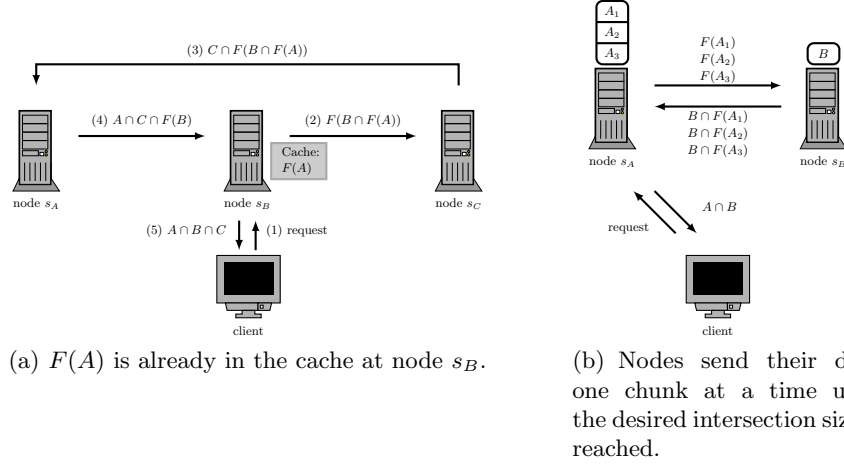 (3) C ∩ F(B ∩ F(A))
(4) A ∩ C ∩ F(B)
(2) F(B ∩ F(A))
Cache:
F(A)
node s_A
node s_B
node s_C
(5) A ∩ B ∩ C
(1) request
client
(a) F(A) is already in the cache at node s_B.
A_1
A_2
A_3
F(A_1)
F(A_2)
F(A_3)
B
B ∩ F(A_1)
B ∩ F(A_2)
B ∩ F(A_3)
node s_A
node s_B
A ∩ B
request
client
(b) Nodes send their d
one chunk at a time u
the desired intersection siz
reached.